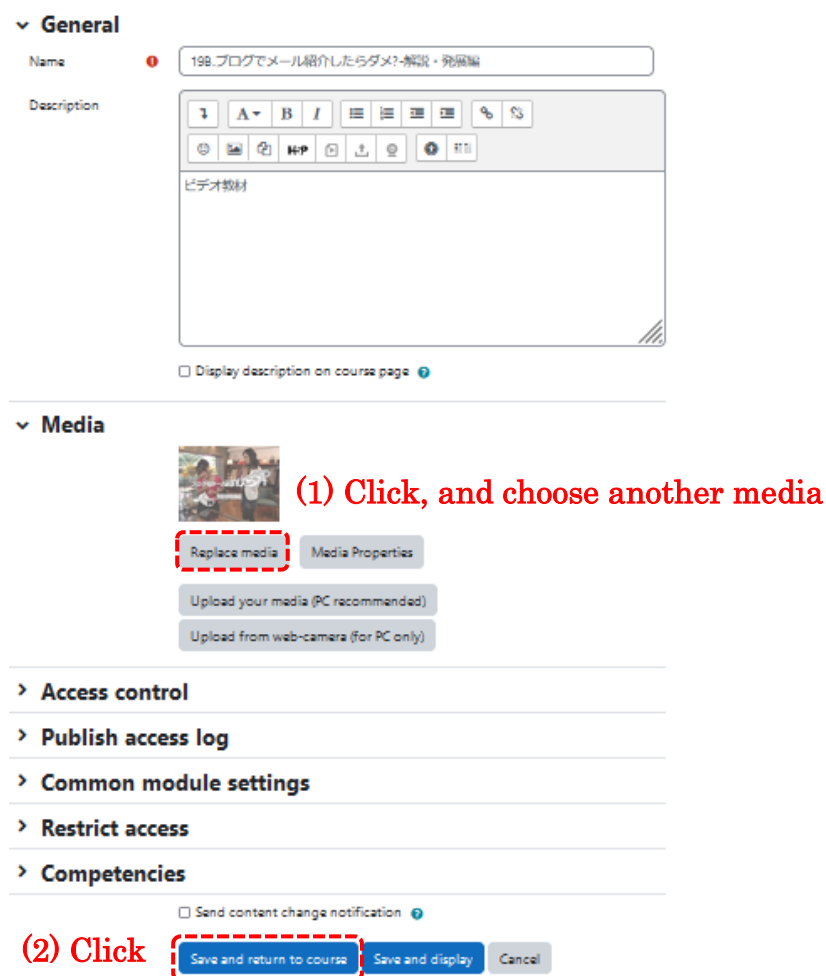 General
Name
19B.ブログでメール紹介したらダメ?-解説・発展編
Description
A B I
H-P
ビデオ教材
Display description on course page
Media
(1) Click, and choose another media
Replace media Media Properties
Upload your media (PC recommended)
Upload from web-camera (for PC only)
Access control
Publish access log
Common module settings
Restrict access
Competencies
Send content change notification
(2) Click
Save and return to course Save and display Cancel